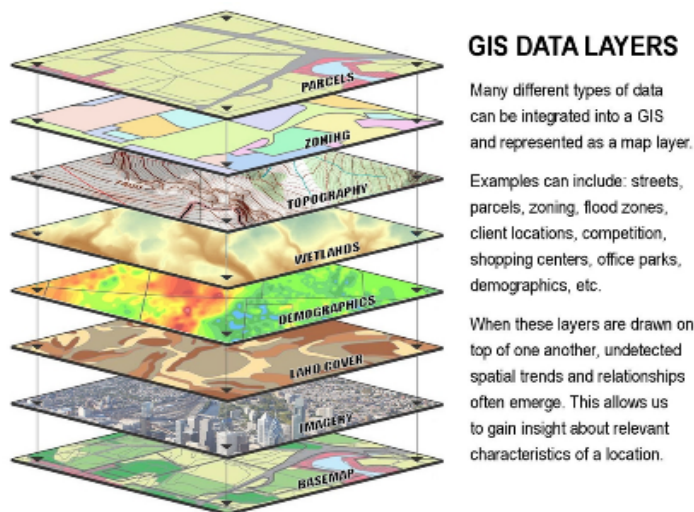 GIS DATA LAYERS
Many different types of data
can be integrated into a GIS
and represented as a map layer.
Examples can include: streets,
parcels, zoning, flood zones,
client locations, competition,
shopping centers, office parks,
demographics, etc.
When these layers are drawn on
top of one another, undetected
spatial trends and relationships
often emerge. This allows us
to gain insight about relevant
characteristics of a location.
PARCELS
ZONING
TOPOGRAPHY
WETLANDS
DEMOGRAPHICS
LAND COVER
IMAGERY
BASEMAP